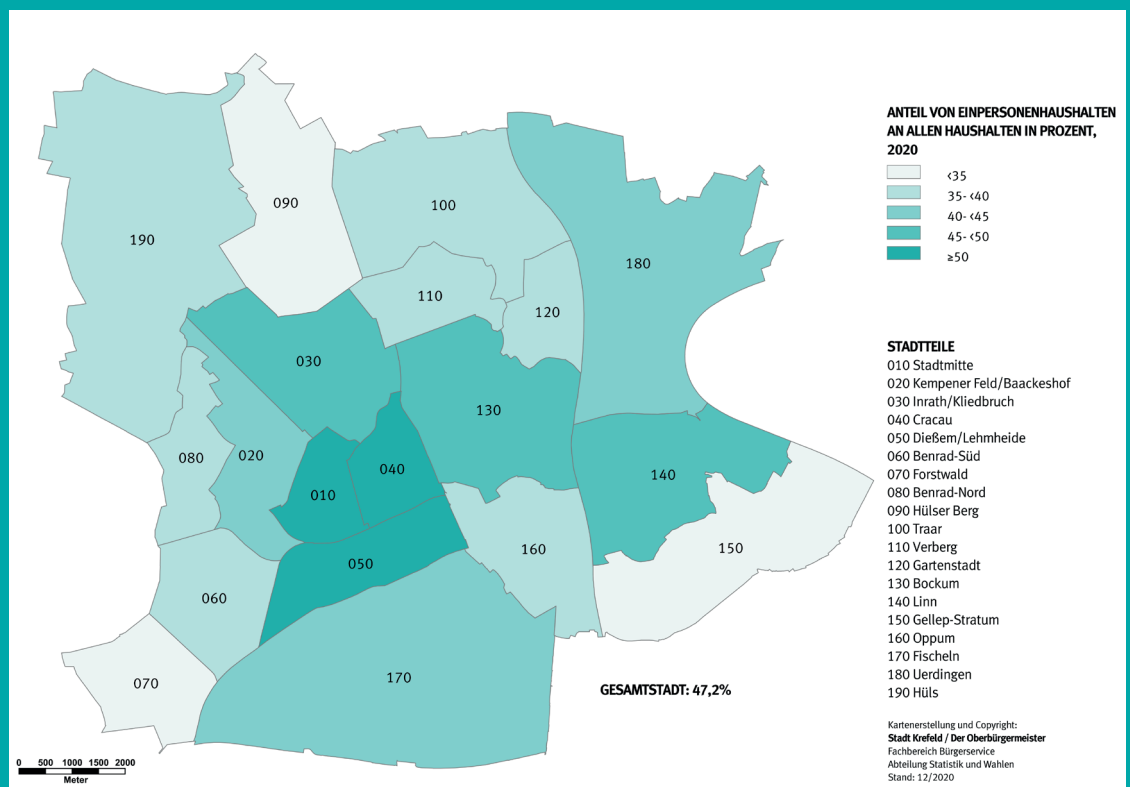 ANTEIL VON EINPERSONENHAUSHALTEN
AN ALLEN HAUSHALTEN IN PROZENT,
2020
<35
35- <40
40- <45
45- <50
≥50
090
100
190
180
110
120
030
130
080
020
040
140
010
050
160
150
060
170
070
STADTTEILE
010 Stadtmitte
020 Kempener Feld/Baackeshof
030 Inrath/Kliedbruch
040 Cracau
050 Dießem/Lehmheide
060 Benrad-Süd
070 Forstwald
080 Benrad-Nord
090 Hülser Berg
100 Traar
110 Verberg
120 Gartenstadt
130 Bockum
140 Linn
150 Gellep-Stratum
160 Oppum
170 Fischeln
180 Uerdingen
190 Hüls
GESAMTSTADT: 47,2%
Kartenerstellung und Copyright:
Stadt Krefeld / Der Oberbürgermeister
Fachbereich Bürgerservice
Abteilung Statistik und Wahlen
Stand: 12/2020
0 500 1000 1500 2000
Meter